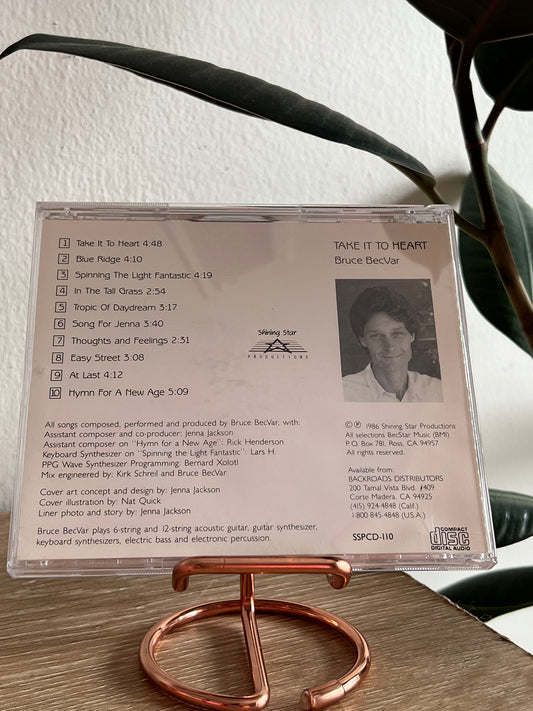 1 Take It To Heart 4:48
2 Blue Ridge 4:10
3 Spinning The Light Fantastic 4:19
4 In The Tall Grass 2:54
5 Tropic Of Daydream 3:17
6 Song For Jenna 3:40
7 Thoughts and Feelings 2:31
8 Easy Street 3:08
9 At Last 4:12
10 Hymn For A New Age 5:09
Shining Star
PRODUCTIONS
TAKE IT TO HEART
Bruce BecVar
All songs composed, performed and produced by Bruce BecVar, with:
Assistant composer and co-producer: Jenna Jackson
Assistant composer on "Hymn for a New Age": Rick Henderson
Keyboard Synthesizer on "Spinning the Light Fantastic": Lars H.
PPG Wave Synthesizer Programming: Bernard Xolotl
Mix engineered by: Kirk Schreil and Bruce BecVar
Cover art concept and design by: Jenna Jackson
Cover illustration by: Nat Quick
Liner photo and story by: Jenna Jackson
Bruce BecVar plays 6-string and 12-string acoustic guitar, guitar synthesizer,
keyboard synthesizers, electric bass and electronic percussion.
© ℗ 1986 Shining Star Productions
All selections BecStar Music (BMI)
P.O. Box 781, Ross, CA 94957
All rights reserved.
Available from:
BACKROADS DISTRIBUTORS
200 Tamal Vista Blvd. #409
Corte Madera, CA 94925
(415) 924-4848 (Calif.)
1-800-845-4848 (U.S.A.)
SSPCD-110
COMPACT
disc
DIGITAL AUDIO